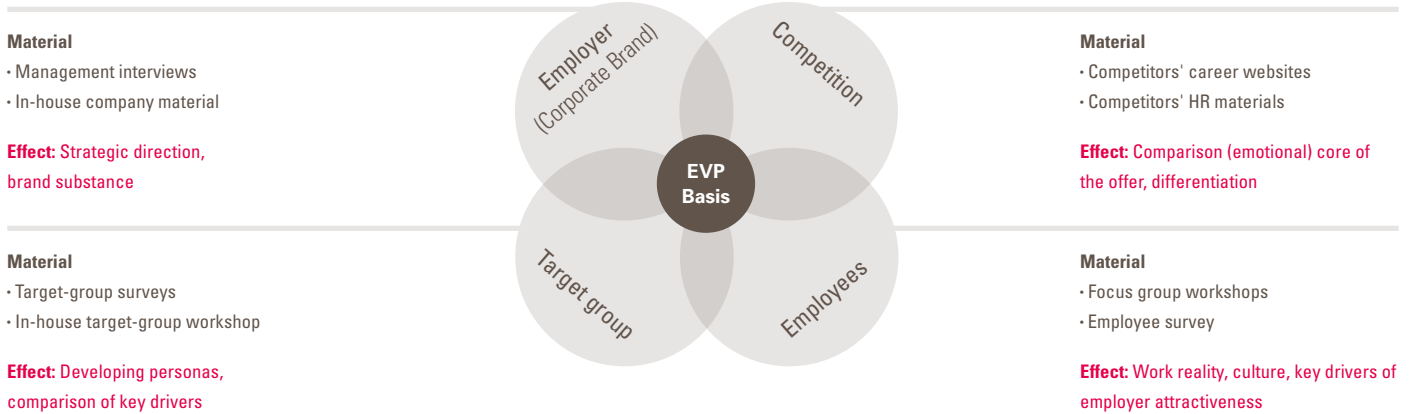 Material
· Management interviews
· In-house company material
Effect: Strategic direction,
brand substance
Employer
(Corporate Brand)
Competition
Material
· Competitors' career websites
· Competitors' HR materials
Effect: Comparison (emotional) core of
the offer, differentiation
EVP
Basis
Material
· Target-group surveys
· In-house target-group workshop
Effect: Developing personas,
comparison of key drivers
Target group
Employees
Material
· Focus group workshops
· Employee survey
Effect: Work reality, culture, key drivers of
employer attractiveness